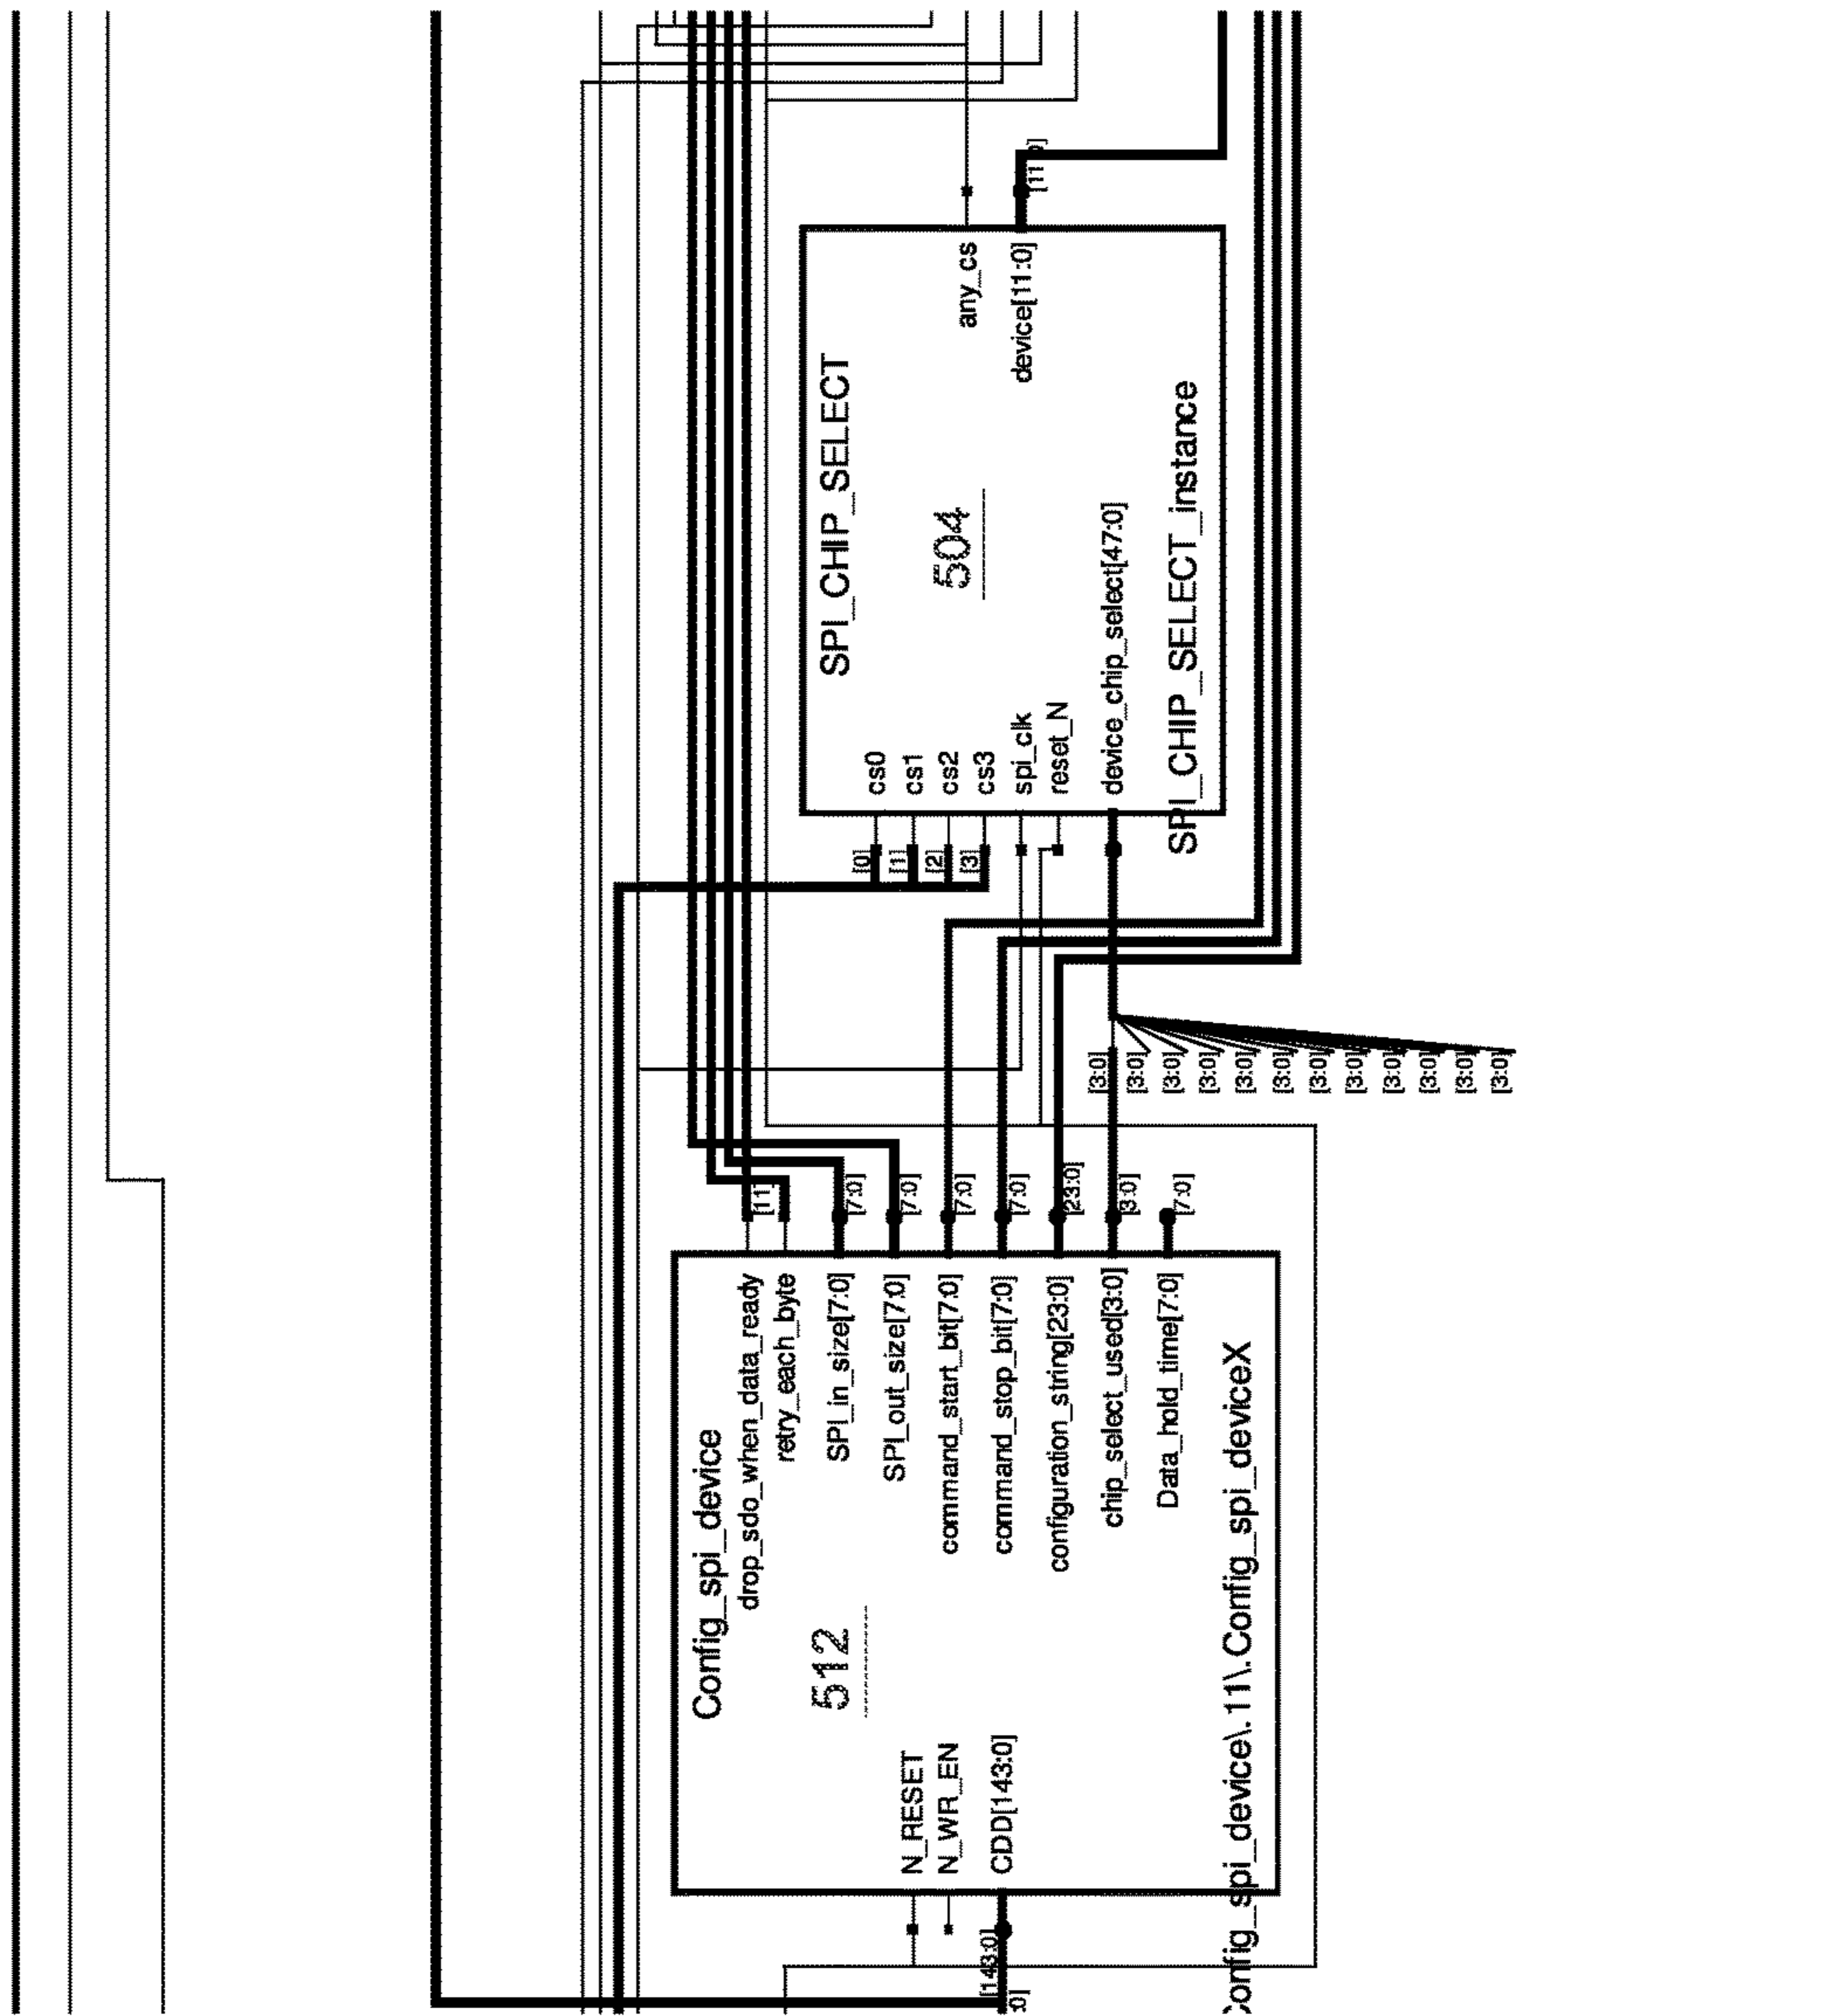 Config_spi_device
512
N_RESET
N_WR_EN
CDD[143:0]
[143:0]
:0]
drop_sdo_when_data_ready
retry_each_byte
SPI_in_size[7:0]
SPI_out_size[7:0]
command_start_bit[7:0]
command_stop_bit[7:0]
configuration_string[23:0]
chip_select_used[3:0]
Data_hold_time[7:0]
Config_spi_device\.11\.Config_spi_deviceX
[11]
[7:0]
[7:0]
[7:0]
[7:0]
[23:0]
[3:0]
[7:0]
[3:0]
[3:0]
[3:0]
[3:0]
[3:0]
[3:0]
[3:0]
[3:0]
[3:0]
[3:0]
[3:0]
[3:0]
SPI_CHIP_SELECT
504
[0]
[1]
[2]
[3]
cs0
cs1
cs2
cs3
spi_clk
reset_N
device_chip_select[47:0]
any_cs
device[11:0]
SPI_CHIP_SELECT_instance
[11:0]